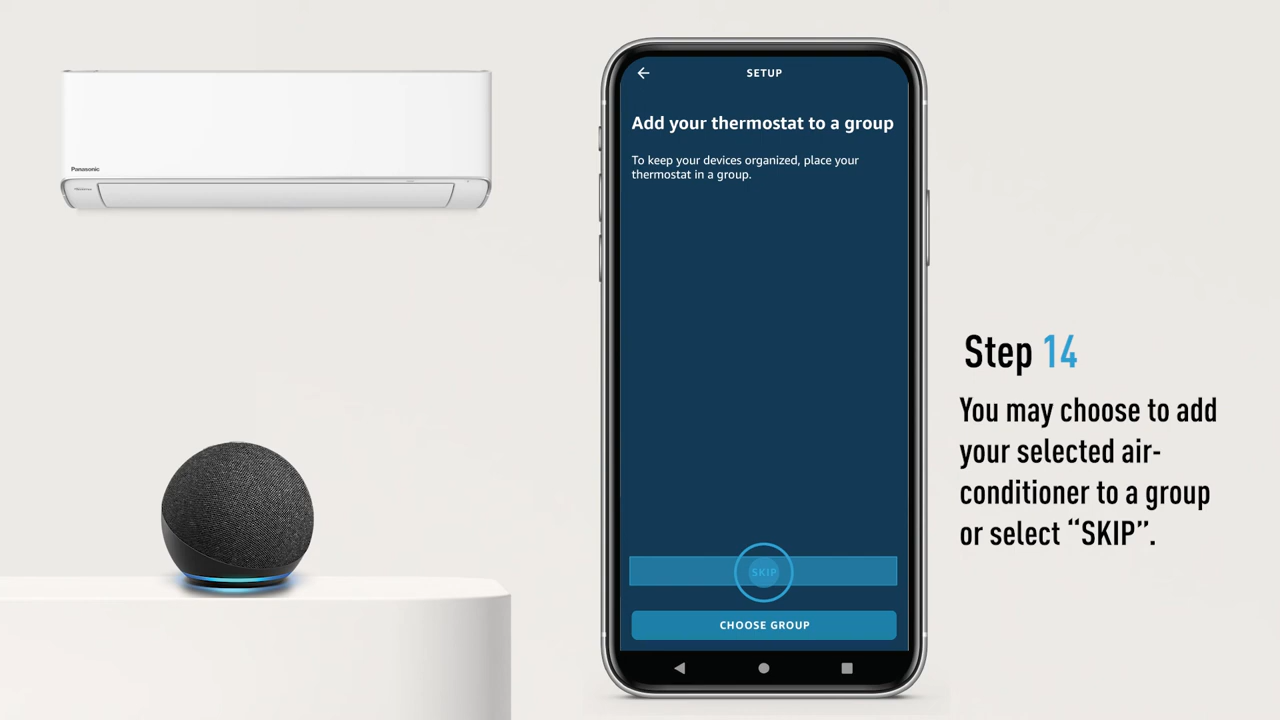 Panasonic
SETUP
Add your thermostat to a group
To keep your devices organized, place your
thermostat in a group.
SKIP
CHOOSE GROUP
Step 14
You may choose to add
your selected air-
conditioner to a group
or select “SKIP”.